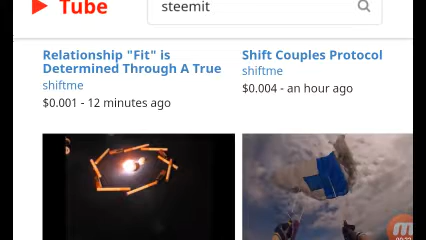 Tube
steemit
Relationship "Fit" is
Determined Through A True
shiftme
$0.001 - 12 minutes ago
Shift Couples Protocol
shiftme
$0.004 - an hour ago